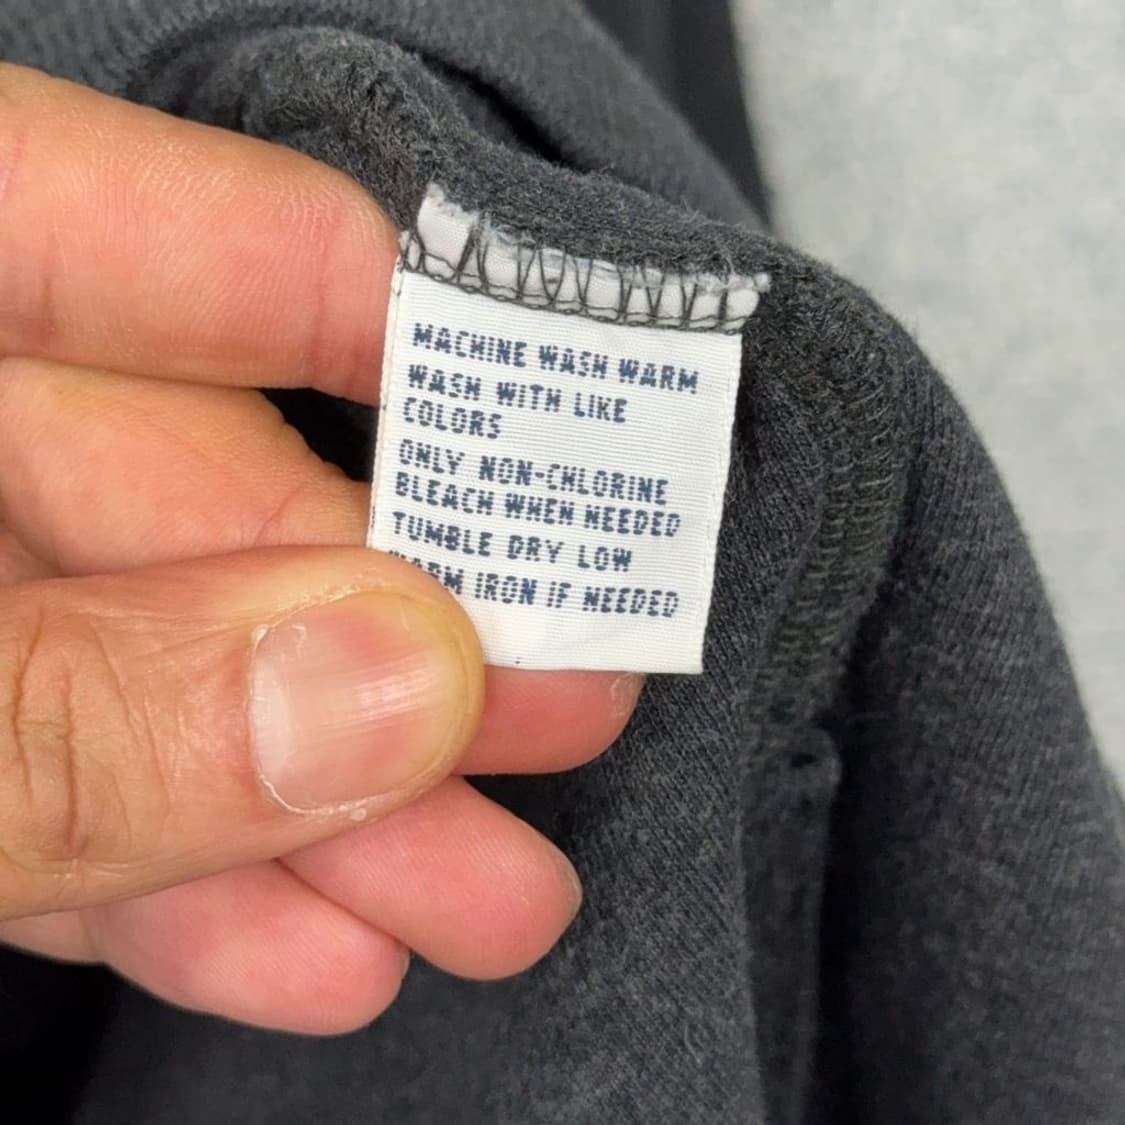 MACHINE WASH WARM
WASH WITH LIKE
COLORS
ONLY NON-CHLORINE
BLEACH WHEN NEEDED
TUMBLE DRY LOW
WARM IRON IF NEEDED